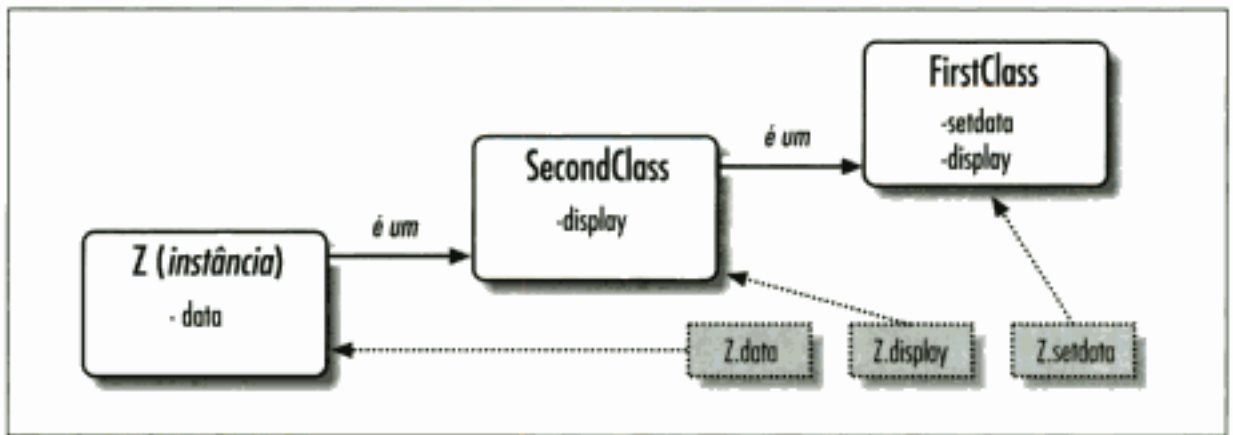 FirstClass
-setdata
-display
é um
SecondClass
-display
é um
Z (instância)
- data
Z.data
Z.display
Z.setdata